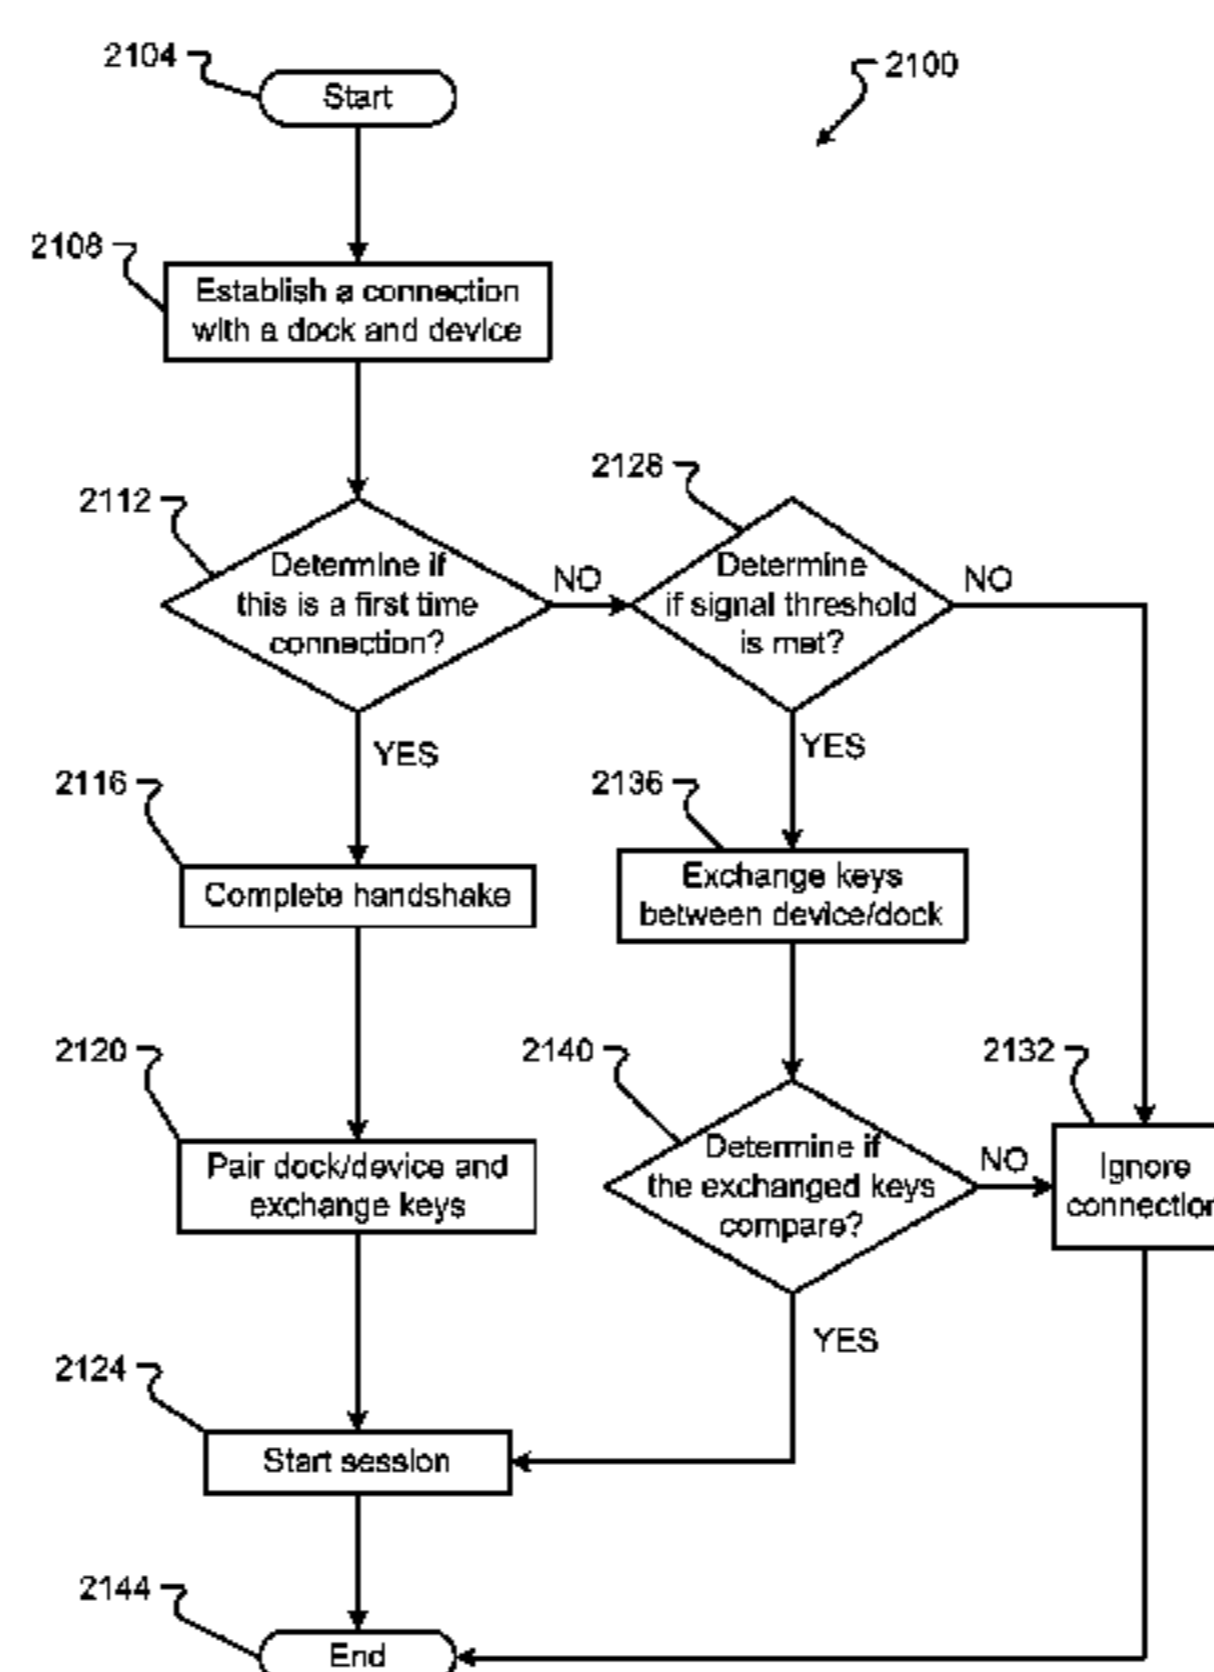 2104
Start
2100
2108
Establish a connection
with a dock and device
2112
Determine if
this is a first time
connection?
NO
2128
Determine
if signal threshold
is met?
NO
YES
YES
2116
Complete handshake
2136
Exchange keys
between device/dock
2120
Pair dock/device and
exchange keys
2140
Determine if
the exchanged keys
compare?
NO
2132
Ignore
connection
YES
2124
Start session
2144
End